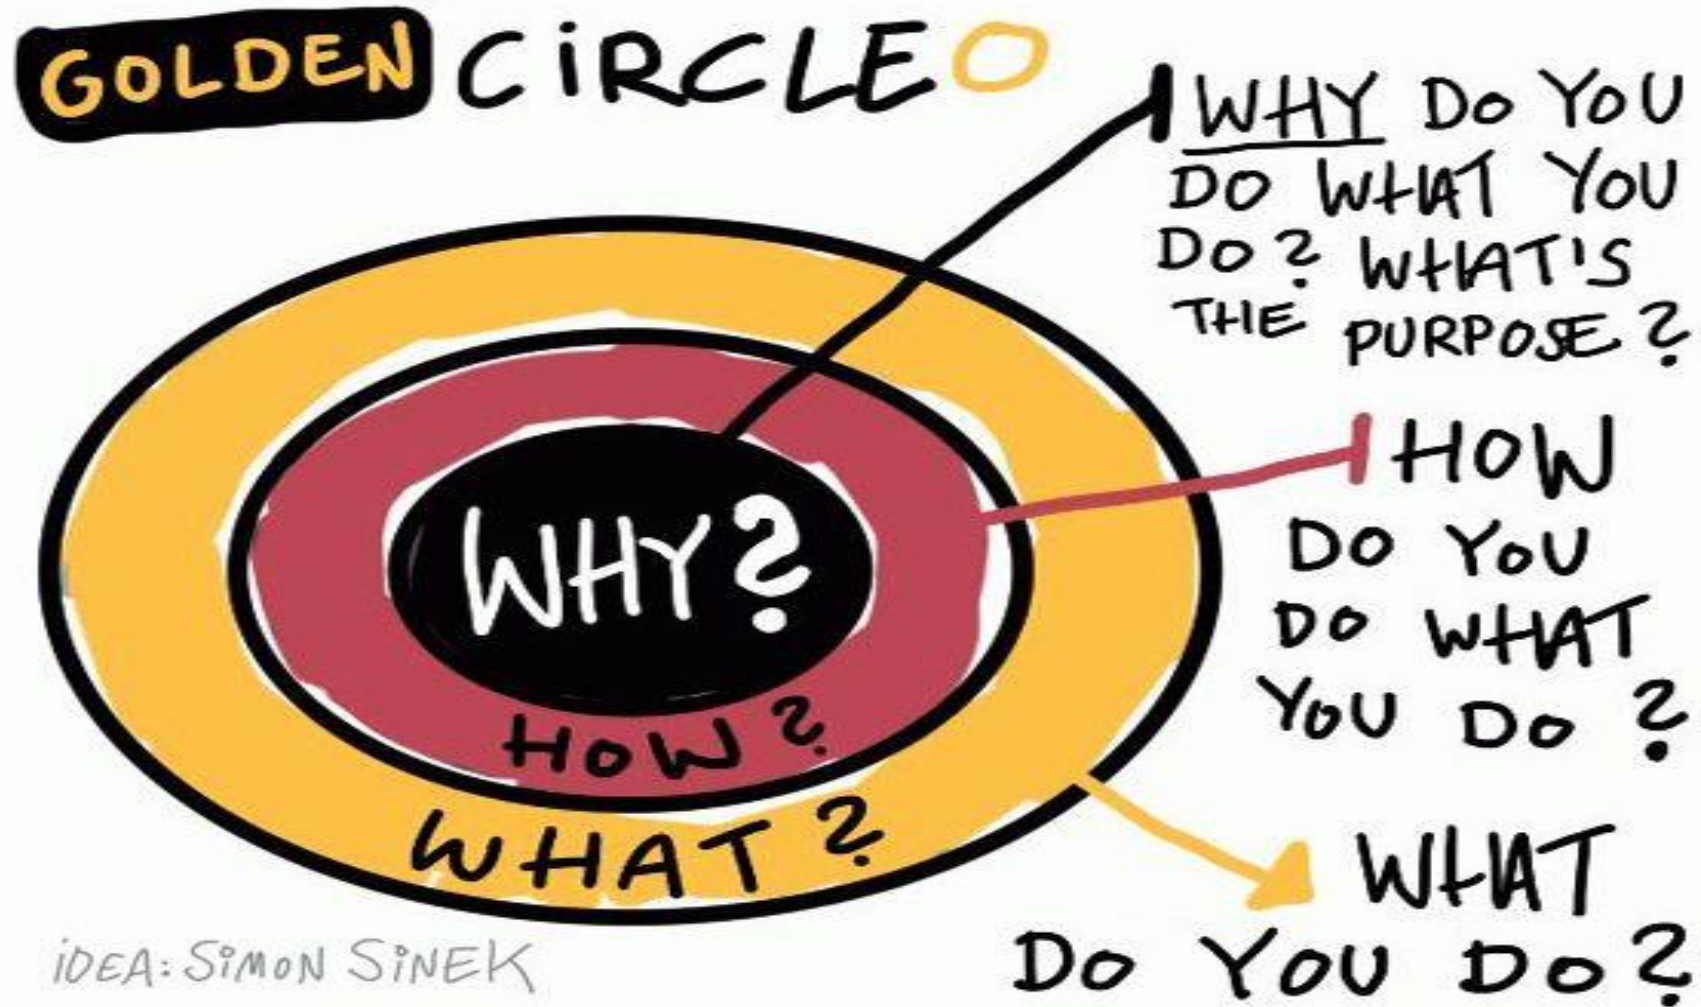 GOLDEN CiRCLE
WHY Do YoU
DO WHAT YOU
Do? WHAT'S
THE PURPOSE?
WHY?
HOW
Do YoU
Do WHAT
YoU Do?
HoW?
WHAT?
WHAT
Do YOU Do?
iDEA: SiMON SiNEK